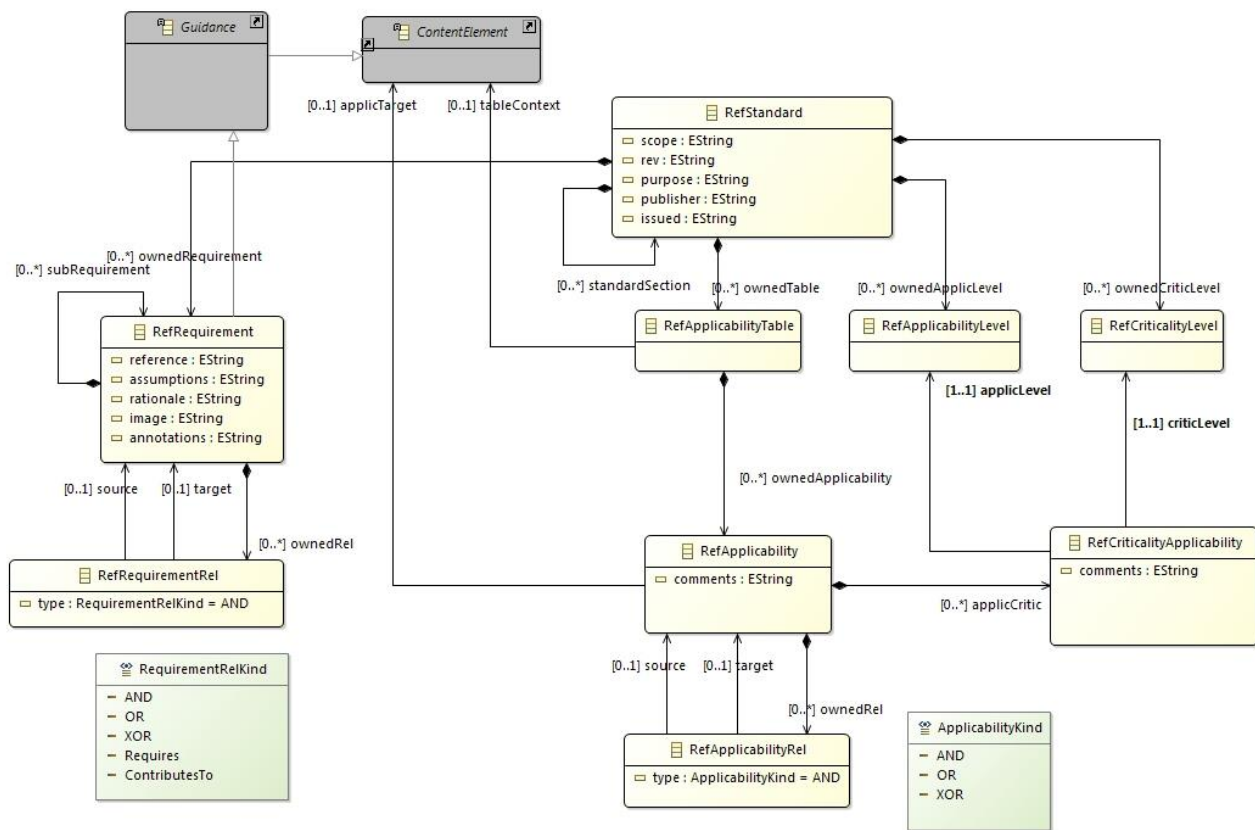 Guidance
ContentElement
[0..1] applicTarget
[0..1] tableContext
RefStandard
scope : EString
rev : EString
purpose : EString
publisher : EString
issued : EString
[0..*] ownedRequirement
[0..*] subRequirement
[0..*] standardSection
[0..*] ownedTable
[0..*] ownedApplicLevel
[0..*] ownedCriticLevel
RefRequirement
reference : EString
assumptions : EString
rationale : EString
image : EString
annotations : EString
RefApplicabilityTable
RefApplicabilityLevel
RefCriticalityLevel
[1..1] applicLevel
[1..1] criticLevel
[0..*] ownedApplicability
[0..1] source
[0..1] target
[0..*] ownedRel
RefRequirementRel
type : RequirementRelKind = AND
RefApplicability
comments : EString
RefCriticalityApplicability
comments : EString
[0..*] applicCritic
RequirementRelKind
AND
OR
XOR
Requires
ContributesTo
[0..1] source
[0..1] target
[0..*] ownedRel
RefApplicabilityRel
type : ApplicabilityKind = AND
ApplicabilityKind
AND
OR
XOR